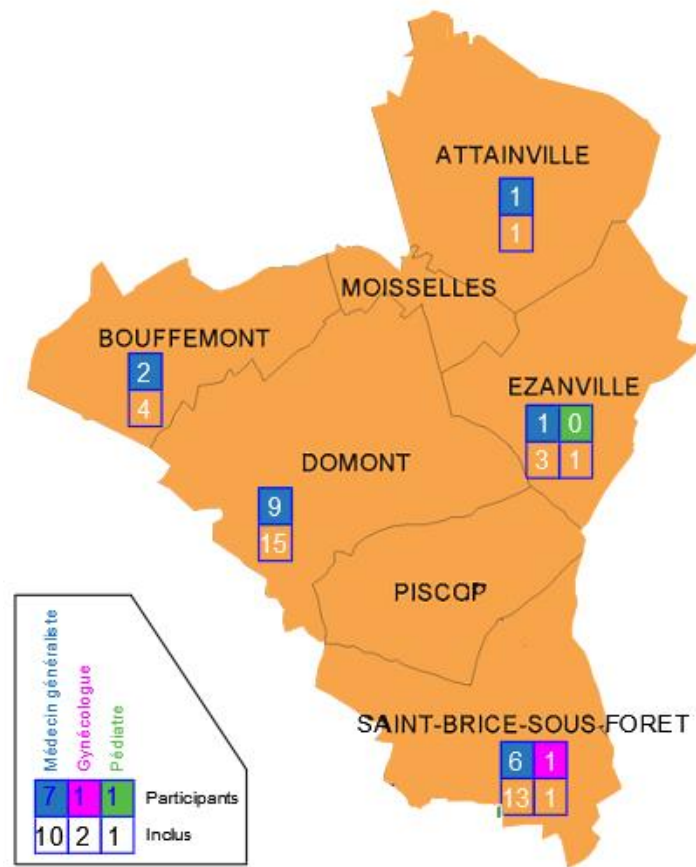 ATTAINVILLE
1
1
MOISSELLES
BOUFFEMONT
2
4
EZANVILLE
1 0
3 1
DOMONT
9
15
PISCOP
SAINT-BRICE-SOUS-FORET
6 1
13 1
Médecin généraliste
Gynécologue
Pédiatre
7 1 1 Participants
10 2 1 Inclus